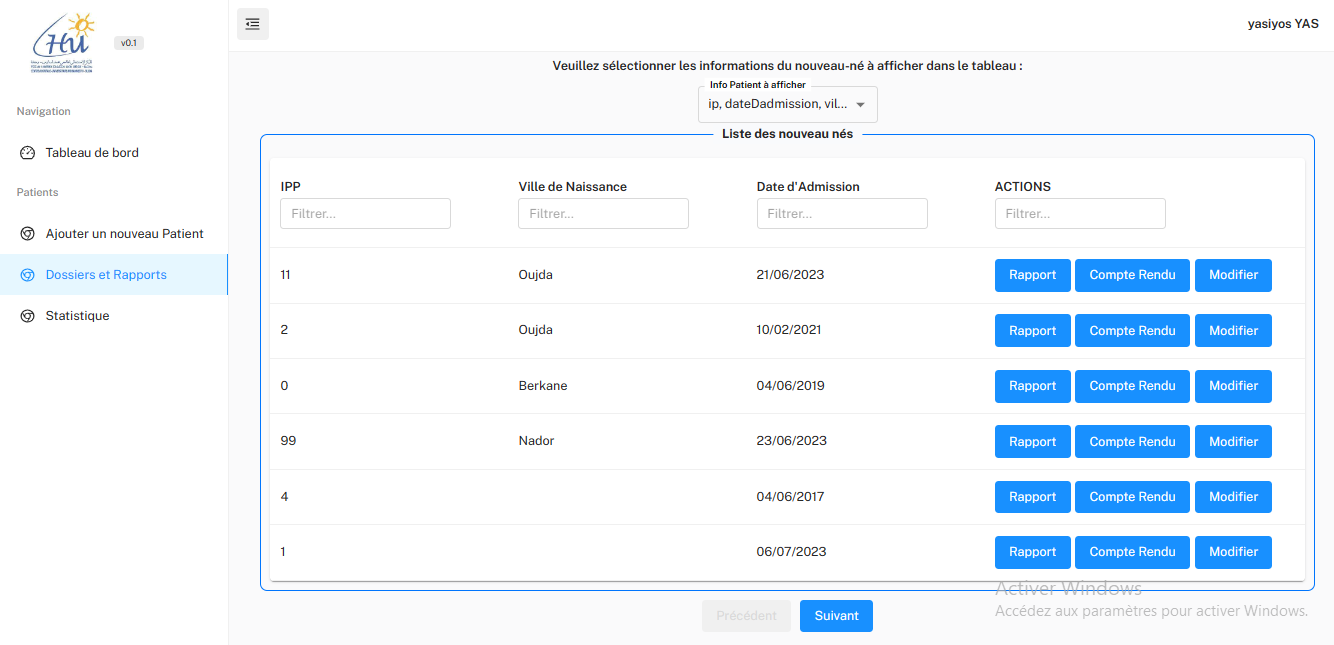 Hu
v0.1
yasiyos YAS
Navigation
Tableau de bord
Patients
Ajouter un nouveau Patient
Dossiers et Rapports
Statistique
Veuillez sélectionner les informations du nouveau-né à afficher dans le tableau :
Info Patient à afficher
ip, dateDadmission, vil...
Liste des nouveau nés
IPP Ville de Naissance Date d'Admission ACTIONS
Filtrer... Filtrer... Filtrer... Filtrer...
11 Oujda 21/06/2023 Rapport Compte Rendu Modifier
2 Oujda 10/02/2021 Rapport Compte Rendu Modifier
0 Berkane 04/06/2019 Rapport Compte Rendu Modifier
99 Nador 23/06/2023 Rapport Compte Rendu Modifier
4 04/06/2017 Rapport Compte Rendu Modifier
1 06/07/2023 Rapport Compte Rendu Modifier
Activer Windows
Accédez aux paramètres pour activer Windows.
Précédent Suivant